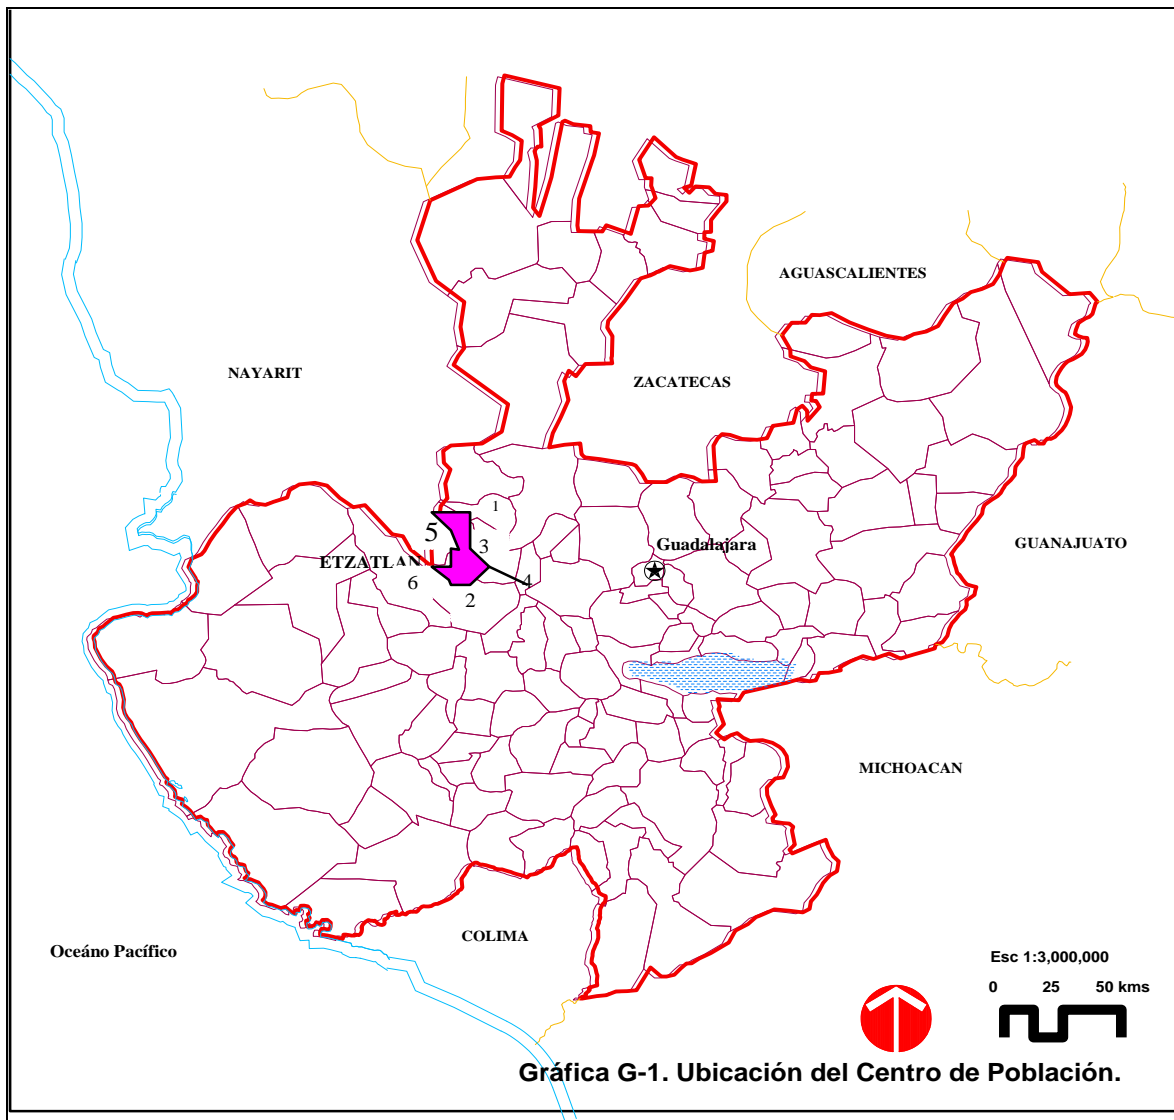 AGUASCALIENTES
NAYARIT
ZACATECAS
1
5
Guadalajara
GUANAJUATO
3
ETZATLAN
6
4
2
MICHOACAN
COLIMA
Oceáno Pacífico
Esc 1:3,000,000
0 25 50 kms
Gráfica G-1. Ubicación del Centro de Población.